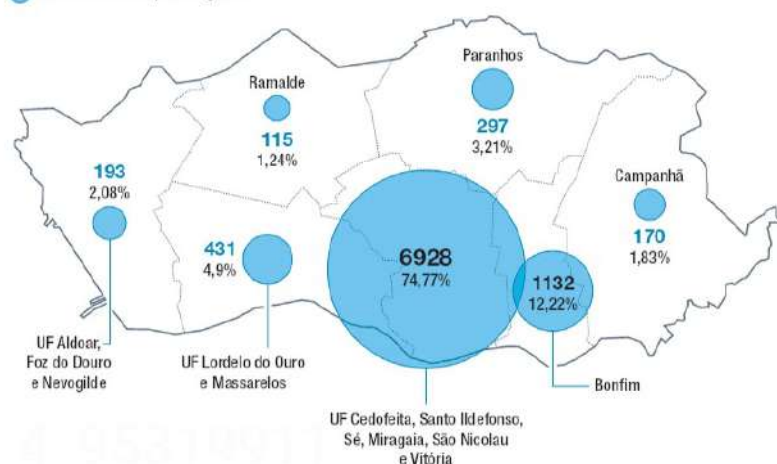 Paranhos
297
3,21%
Ramalde
115
1,24%
193
2,08%
Campanhã
170
1,83%
431
4,9%
6928
74,77%
1132
12,22%
UF Aldoar,
Foz do Douro
e Nevogilde
UF Lordelo do Ouro
e Massarelos
Bonfim
UF Cedofeita, Santo Ildefonso,
Sé, Miragaia, São Nicolau
e Vitória